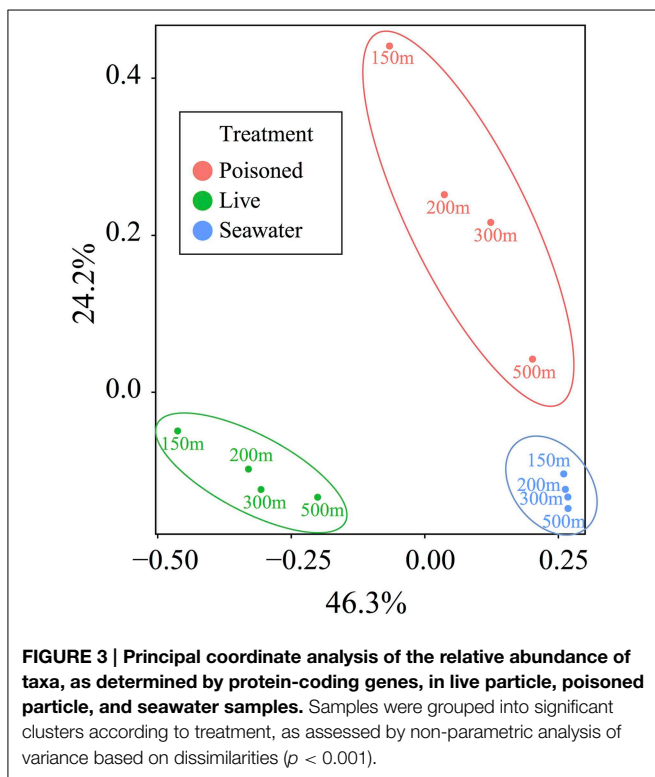 0.4
0.2
0.0
24.2%
Treatment
Poisoned
Live
Seawater
150m
200m
300m
500m
150m
200m
300m
500m
150m
200m
300m
500m
−0.50
−0.25
0.00
0.25
46.3%
FIGURE 3 | Principal coordinate analysis of the relative abundance of
taxa, as determined by protein-coding genes, in live particle, poisoned
particle, and seawater samples. Samples were grouped into significant
clusters according to treatment, as assessed by non-parametric analysis of
variance based on dissimilarities (p < 0.001).